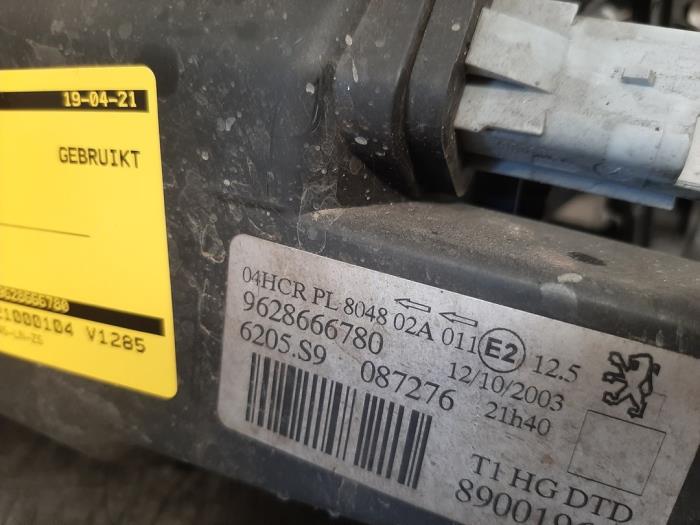 19-04-21
GEBRUIKT
9628666780
21000104 V1285
04HCR PL 8048 02A 011 E2 12.5
9628666780 12/10/2003
6205.S9 087276 21h40
T1 HG DTD